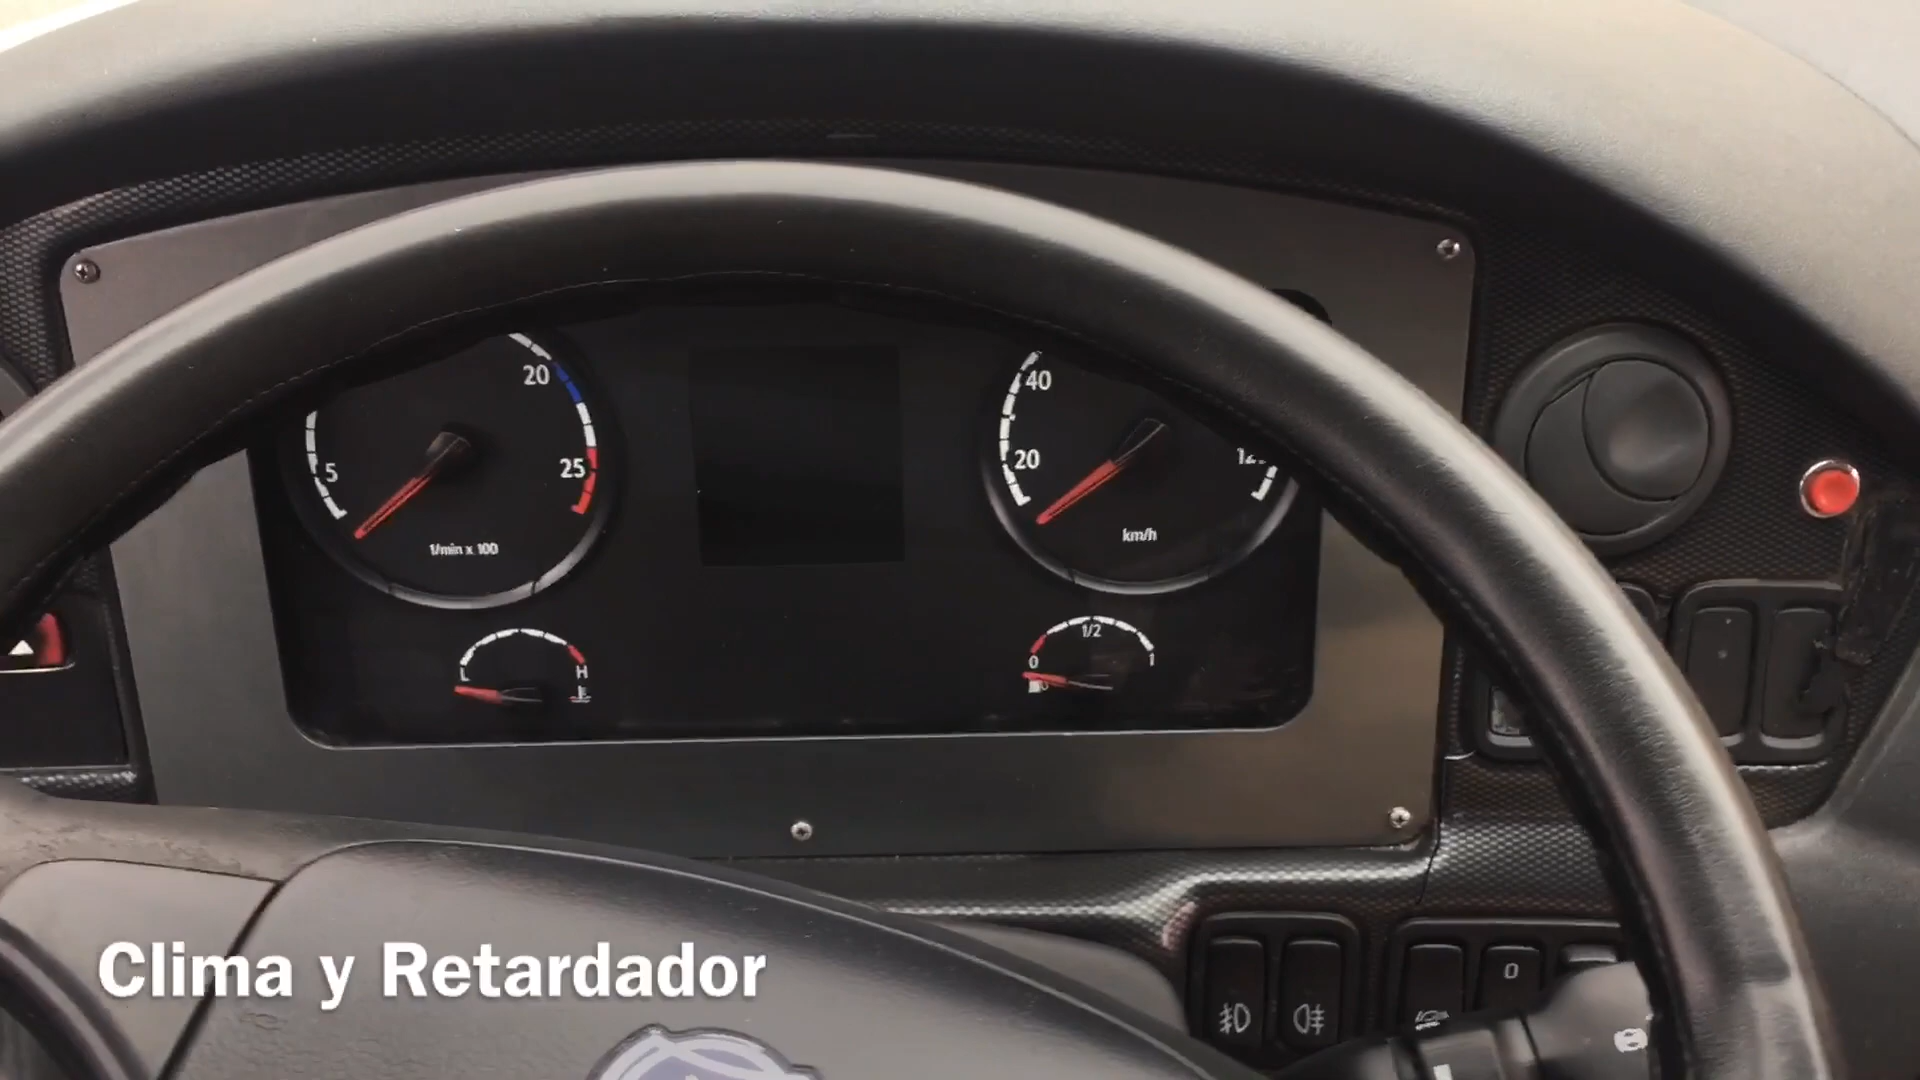 20
5
25
1/min x 100
40
20
km/h
L
H
1/2
0
1
0
Clima y Retardador